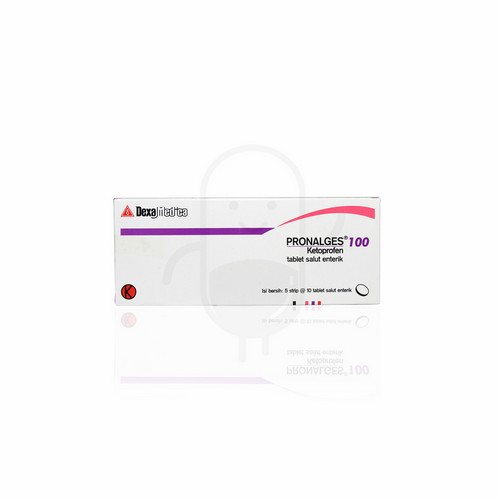 Dexa Medica
PRONALGES® 100
Ketoprofen
tablet salut enterik
Isi bersih: 5 strip @ 10 tablet salut enterik
K